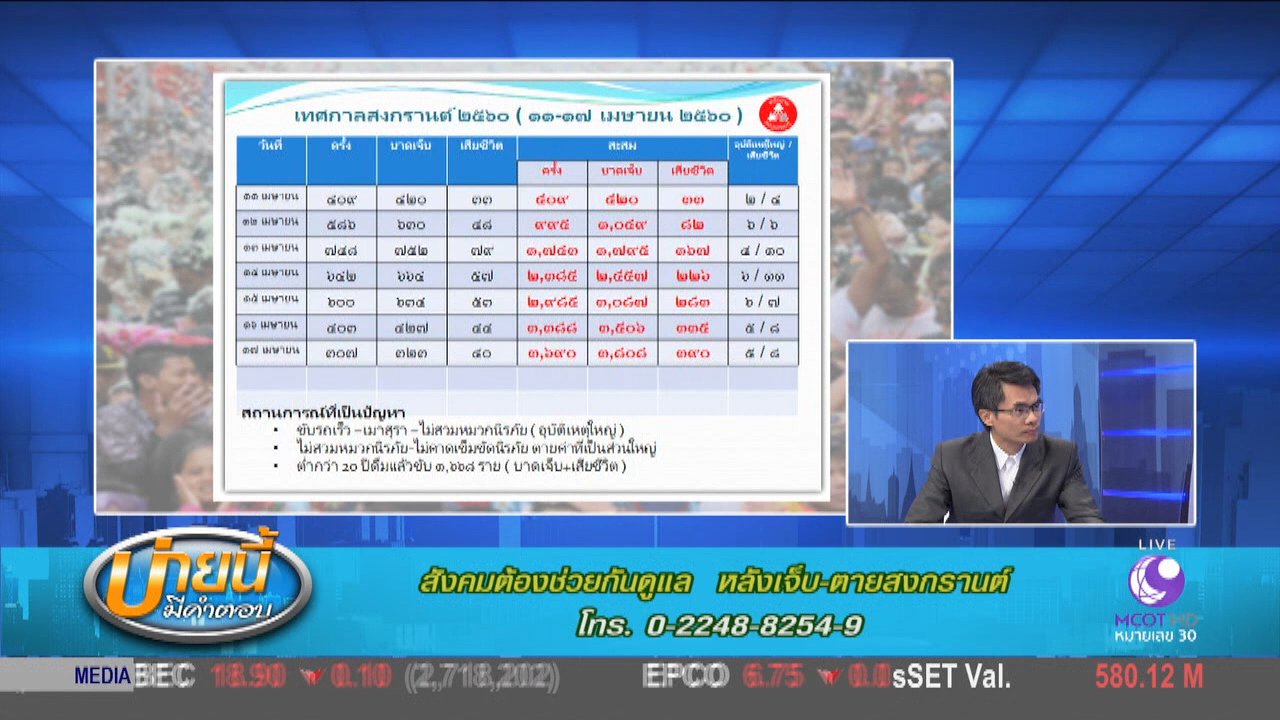 เทศกาลสงกรานต์ ๒๕๖๐ ( ๑๑-๑๗ เมษายน ๒๕๖๐ )
วันที่ ครั้ง บาดเจ็บ เสียชีวิต สะสม อุบัติเหตุใหญ่ / เสียชีวิต
ครั้ง บาดเจ็บ เสียชีวิต
๑๑ เมษายน ๔๐๙ ๔๒๐ ๓๓ ๔๐๙ ๔๒๐ ๓๓ ๒ / ๔
๑๒ เมษายน ๕๘๖ ๖๓๐ ๔๘ ๙๙๕ ๑,๐๔๙ ๘๒ ๖ / ๖
๑๓ เมษายน ๗๔๘ ๗๕๒ ๗๙ ๑,๗๔๓ ๑,๗๙๕ ๑๖๗ ๔ / ๑๐
๑๔ เมษายน ๖๔๒ ๖๖๔ ๕๗ ๒,๓๘๕ ๒,๔๕๗ ๒๒๖ ๖ / ๑๑
๑๕ เมษายน ๖๐๐ ๖๓๔ ๕๓ ๒,๙๘๕ ๓,๐๘๗ ๒๘๓ ๖ / ๗
๑๖ เมษายน ๔๐๓ ๔๒๗ ๔๔ ๓,๓๘๘ ๓,๕๐๖ ๓๓๕ ๕ / ๘
๑๗ เมษายน ๓๐๗ ๓๒๓ ๔๐ ๓,๖๙๐ ๓,๘๐๘ ๓๙๐ ๕ / ๘
สถานการณ์ที่เป็นปัญหา
▪ ขับรถเร็ว –เมาสุรา –ไม่สวมหมวกนิรภัย ( อุบัติเหตุใหญ่ )
▪ ไม่สวมหมวกนิรภัย-ไม่คาดเข็มขัดนิรภัย ตายคาที่เป็นส่วนใหญ่
▪ ต่ำกว่า 20 ปีดื่มแล้วขับ ๑,๖๖๘ ราย ( บาดเจ็บ+เสียชีวิต )
บ่ายนี้
มีคำตอบ
สังคมต้องช่วยกันดูแล หลังเจ็บ-ตายสงกรานต์
โทร. 0-2248-8254-9
LIVE
MCOT HD
หมายเลข 30
MEDIA BEC 18.90 0.10 (2,718,202) EPCO 6.75 0.0 sSET Val. 580.12 M